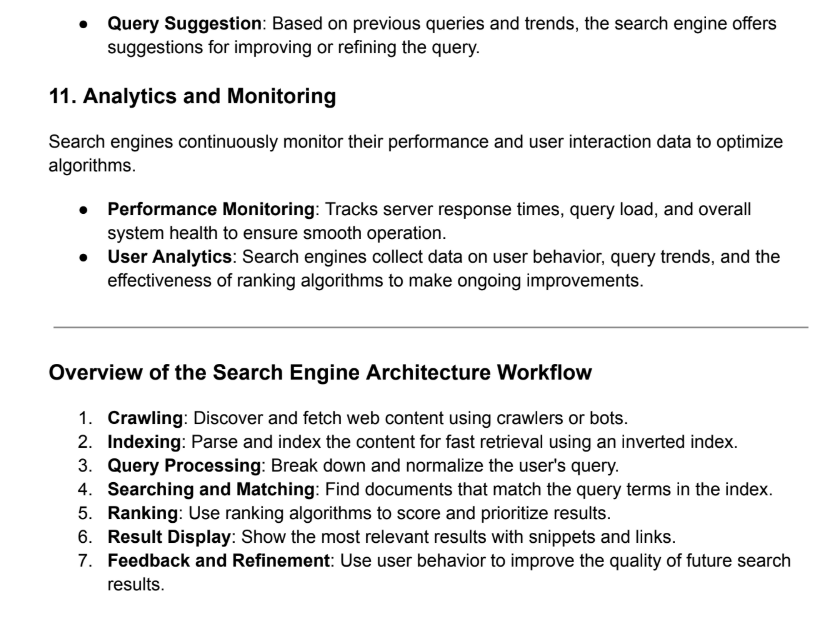 ● Query Suggestion: Based on previous queries and trends, the search engine offers
suggestions for improving or refining the query.
11. Analytics and Monitoring
Search engines continuously monitor their performance and user interaction data to optimize
algorithms.
● Performance Monitoring: Tracks server response times, query load, and overall
system health to ensure smooth operation.
● User Analytics: Search engines collect data on user behavior, query trends, and the
effectiveness of ranking algorithms to make ongoing improvements.
Overview of the Search Engine Architecture Workflow
1. Crawling: Discover and fetch web content using crawlers or bots.
2. Indexing: Parse and index the content for fast retrieval using an inverted index.
3. Query Processing: Break down and normalize the user's query.
4. Searching and Matching: Find documents that match the query terms in the index.
5. Ranking: Use ranking algorithms to score and prioritize results.
6. Result Display: Show the most relevant results with snippets and links.
7. Feedback and Refinement: Use user behavior to improve the quality of future search
results.